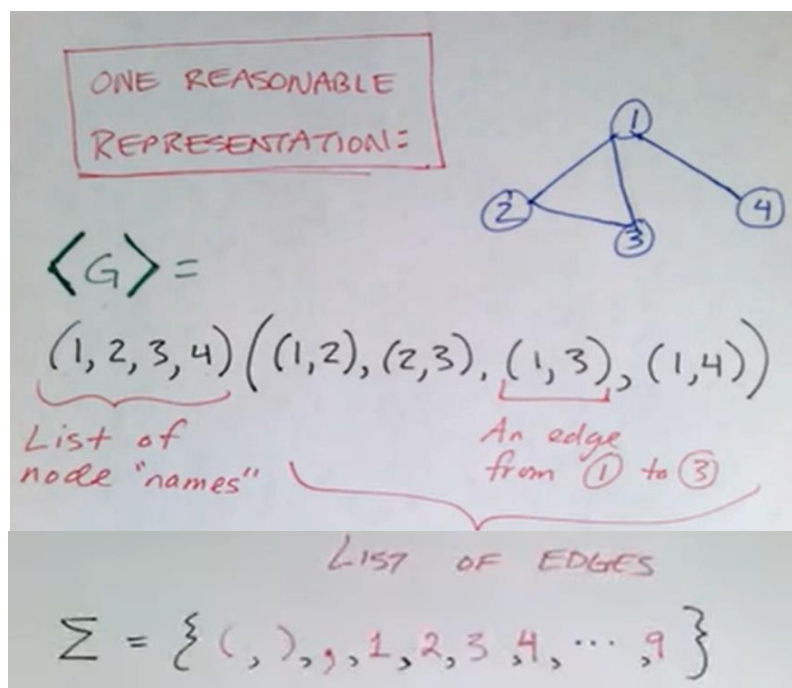 ONE REASONABLE
REPRESENTATION:
1
2
4
3
⟨G⟩ =
(1, 2, 3, 4) ((1,2), (2,3), (1,3), (1,4))
List of
node "names"
An edge
from ① to ③
LIST OF EDGES
Σ = { (, ), ,, 1, 2, 3, 4, ..., 9 }